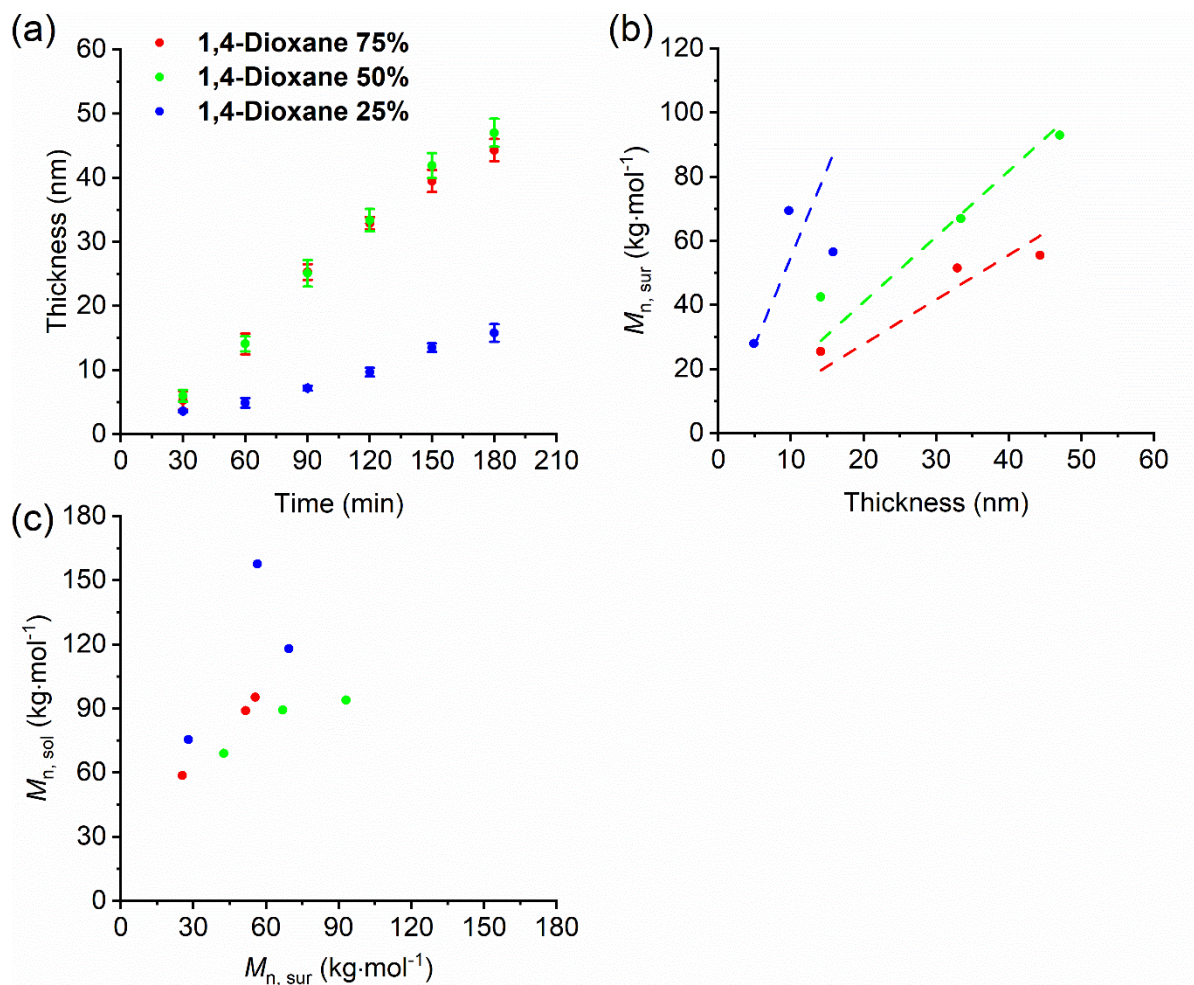 (a)
1,4-Dioxane 75%
1,4-Dioxane 50%
1,4-Dioxane 25%
60
50
40
30
20
10
0
Thickness (nm)
0 30 60 90 120 150 180 210
Time (min)
(b)
120
100
80
60
40
20
0
Mn, sur (kg·mol-1)
0 10 20 30 40 50 60
Thickness (nm)
(c)
180
150
120
90
60
30
0
Mn, sol (kg·mol-1)
0 30 60 90 120 150 180
Mn, sur (kg·mol-1)